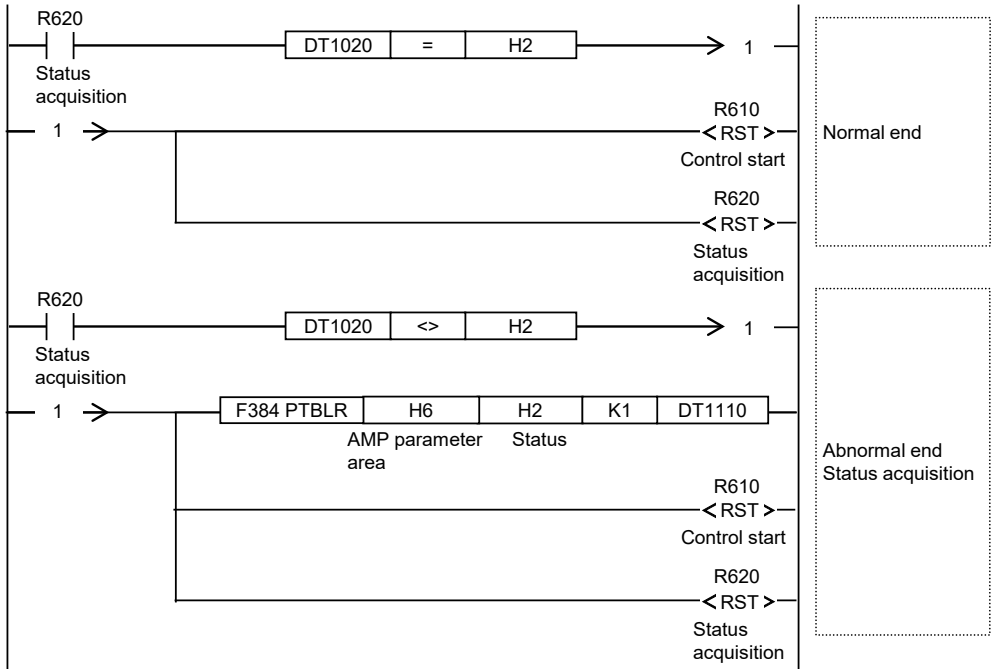 R620
DT1020 = H2 1
Status
acquisition
R610
1 < RST >
Control start
Normal end
R620
< RST >
Status
acquisition
R620
DT1020 <> H2 1
Status
acquisition
1 F384 PTBLR H6 H2 K1 DT1110
AMP parameter
area
Status
Abnormal end
Status acquisition
R610
< RST >
Control start
R620
< RST >
Status
acquisition